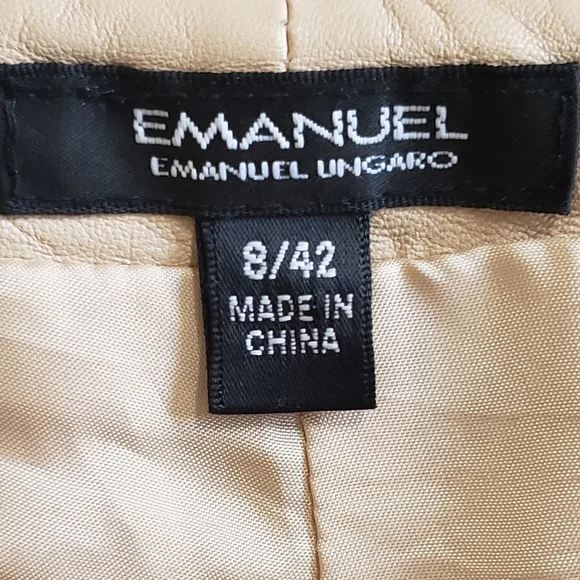 EMANUEL
EMANUEL UNGARO
8/42
MADE IN
CHINA